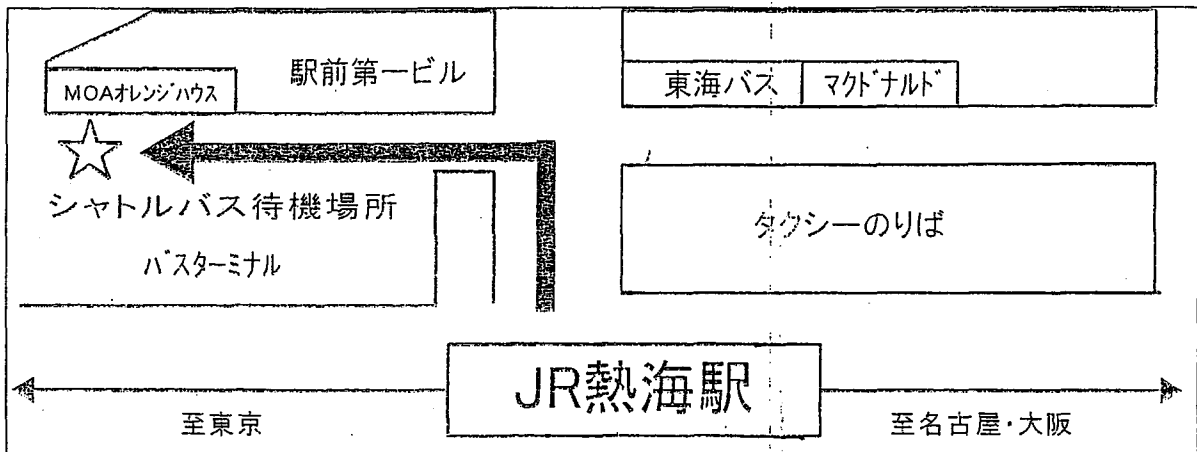 駅前第一ビル
MOAオレンジハウス
東海バス
マクドナルド
シャトルバス待機場所
バスターミナル
タクシーのりば
JR熱海駅
至東京
至名古屋・大阪